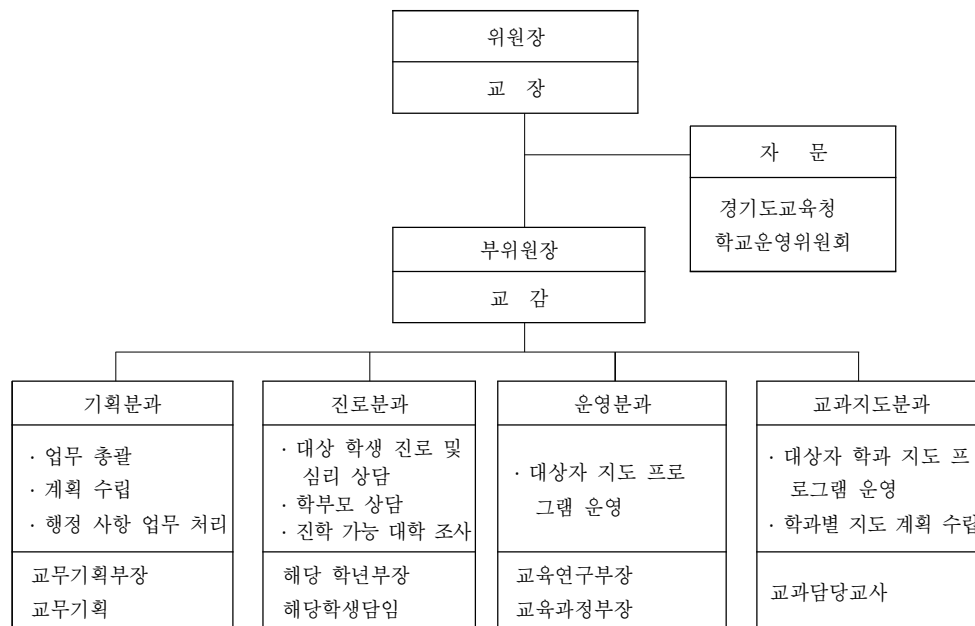 위원장
교 장
자 문
경기도교육청
학교운영위원회
부위원장
교 감
기획분과
· 업무 총괄
· 계획 수립
· 행정 사항 업무 처리
교무기획부장
교무기획
진로분과
· 대상 학생 진로 및
심리 상담
· 학부모 상담
· 진학 가능 대학 조사
해당 학년부장
해당학생담임
운영분과
· 대상자 지도 프로
그램 운영
교육연구부장
교육과정부장
교과지도분과
· 대상자 학과 지도 프
로그램 운영
· 학과별 지도 계획 수립
교과담당교사